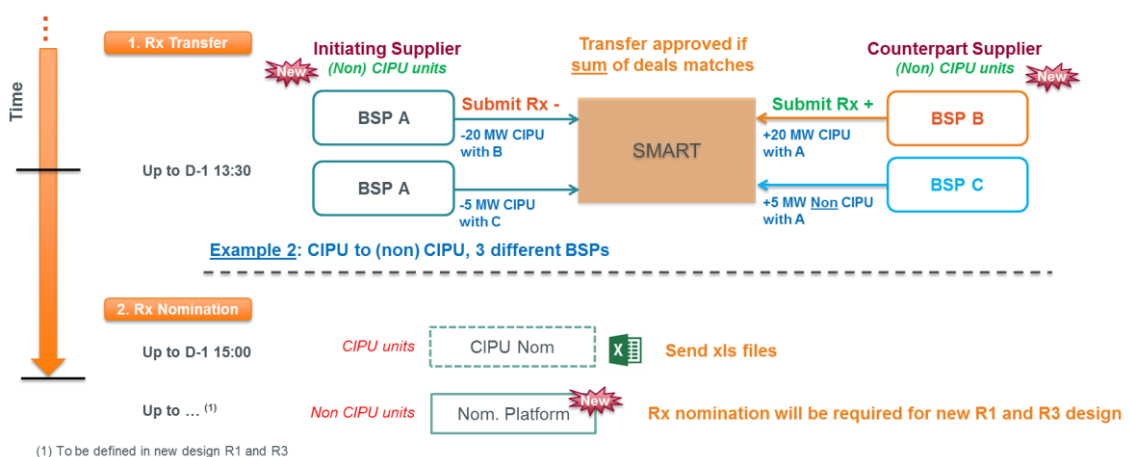 1. Rx Transfer
Initiating Supplier
(Non) CIPU units
New
Transfer approved if
sum of deals matches
Counterpart Supplier
(Non) CIPU units
New
Time
Up to D-1 13:30
BSP A
Submit Rx -
-20 MW CIPU
with B
SMART
Submit Rx +
+20 MW CIPU
with A
BSP B
BSP A
-5 MW CIPU
with C
+5 MW Non CIPU
with A
BSP C
Example 2: CIPU to (non) CIPU, 3 different BSPs
2. Rx Nomination
Up to D-1 15:00
CIPU units
CIPU Nom
X
Send xls files
Up to ... (1)
Non CIPU units
Nom. Platform
New
Rx nomination will be required for new R1 and R3 design
(1) To be defined in new design R1 and R3